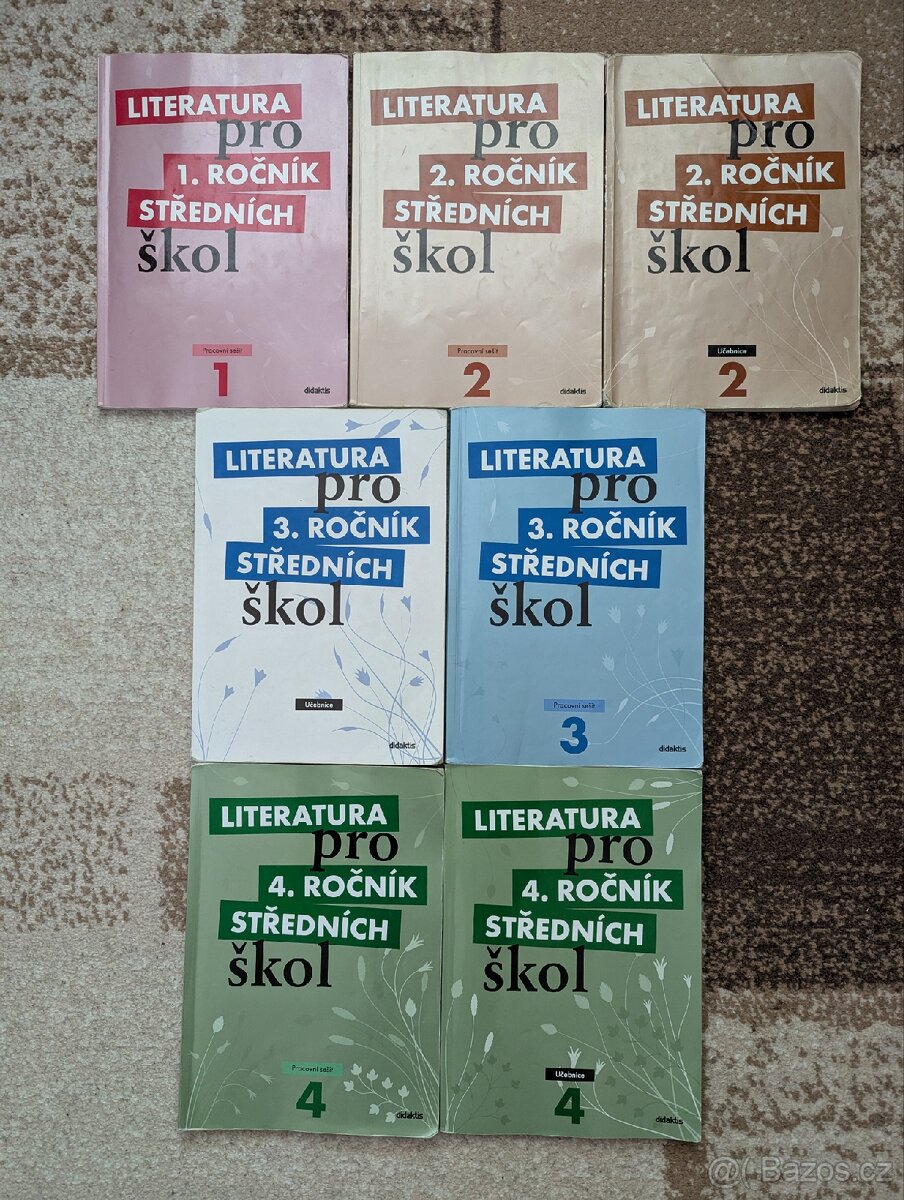 LITERATURA
pro
1. ROČNÍK
STŘEDNÍCH
škol
Pracovní sešit
1
didaktis
LITERATURA
pro
2. ROČNÍK
STŘEDNÍCH
škol
Pracovní sešit
2
didaktis
LITERATURA
pro
2. ROČNÍK
STŘEDNÍCH
škol
Učebnice
2
didaktis
LITERATURA
pro
3. ROČNÍK
STŘEDNÍCH
škol
Učebnice
didaktis
LITERATURA
pro
3. ROČNÍK
STŘEDNÍCH
škol
Pracovní sešit
3
didaktis
LITERATURA
pro
4. ROČNÍK
STŘEDNÍCH
škol
Pracovní sešit
4
didaktis
LITERATURA
pro
4. ROČNÍK
STŘEDNÍCH
škol
Učebnice
4
didaktis
@( Bazos.cz